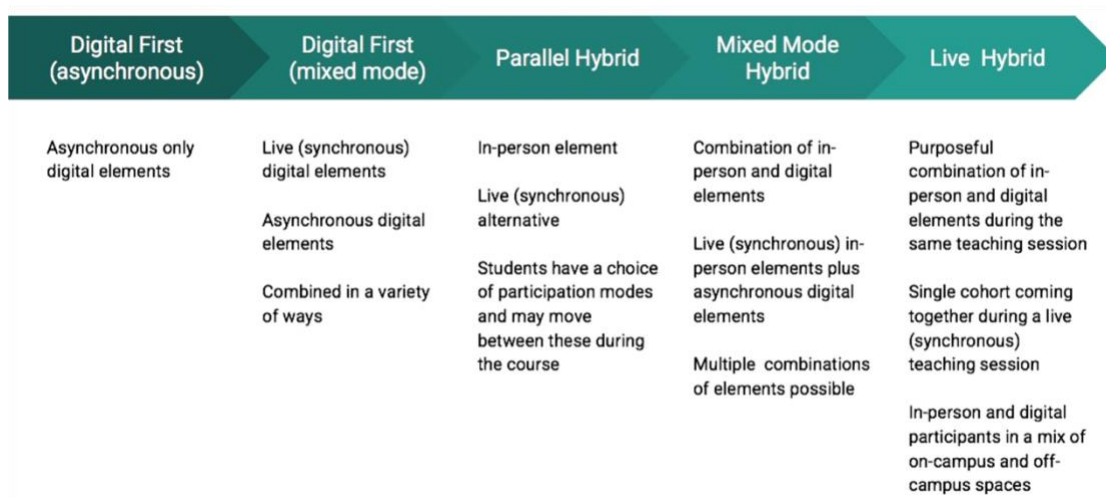 Digital First
(asynchronous)
Digital First
(mixed mode)
Parallel Hybrid
Mixed Mode
Hybrid
Live Hybrid
Asynchronous only
digital elements
Live (synchronous)
digital elements
Asynchronous digital
elements
Combined in a variety
of ways
In-person element
Live (synchronous)
alternative
Students have a choice
of participation modes
and may move
between these during
the course
Combination of in-
person and digital
elements
Live (synchronous) in-
person elements plus
asynchronous digital
elements
Multiple combinations
of elements possible
Purposeful
combination of in-
person and digital
elements during the
same teaching session
Single cohort coming
together during a live
(synchronous)
teaching session
In-person and digital
participants in a mix of
on-campus and off-
campus spaces